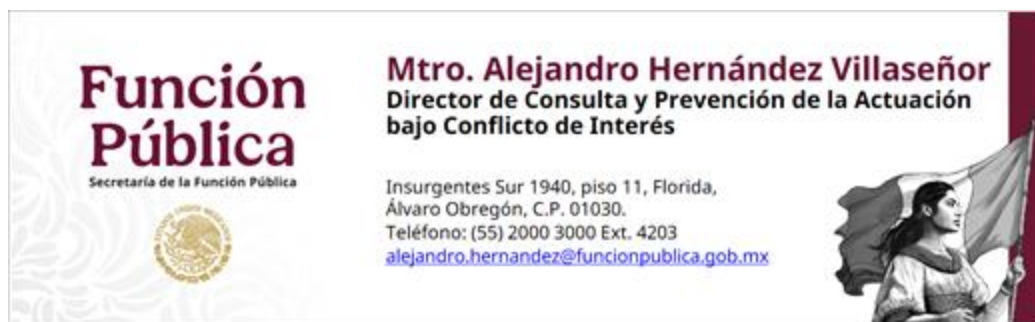 Función
Pública
Secretaría de la Función Pública
Mtro. Alejandro Hernández Villaseñor
Director de Consulta y Prevención de la Actuación
bajo Conflicto de Interés
Insurgentes Sur 1940, piso 11, Florida,
Álvaro Obregón, C.P. 01030.
Teléfono: (55) 2000 3000 Ext. 4203
alejandro.hernandez@funcionpublica.gob.mx